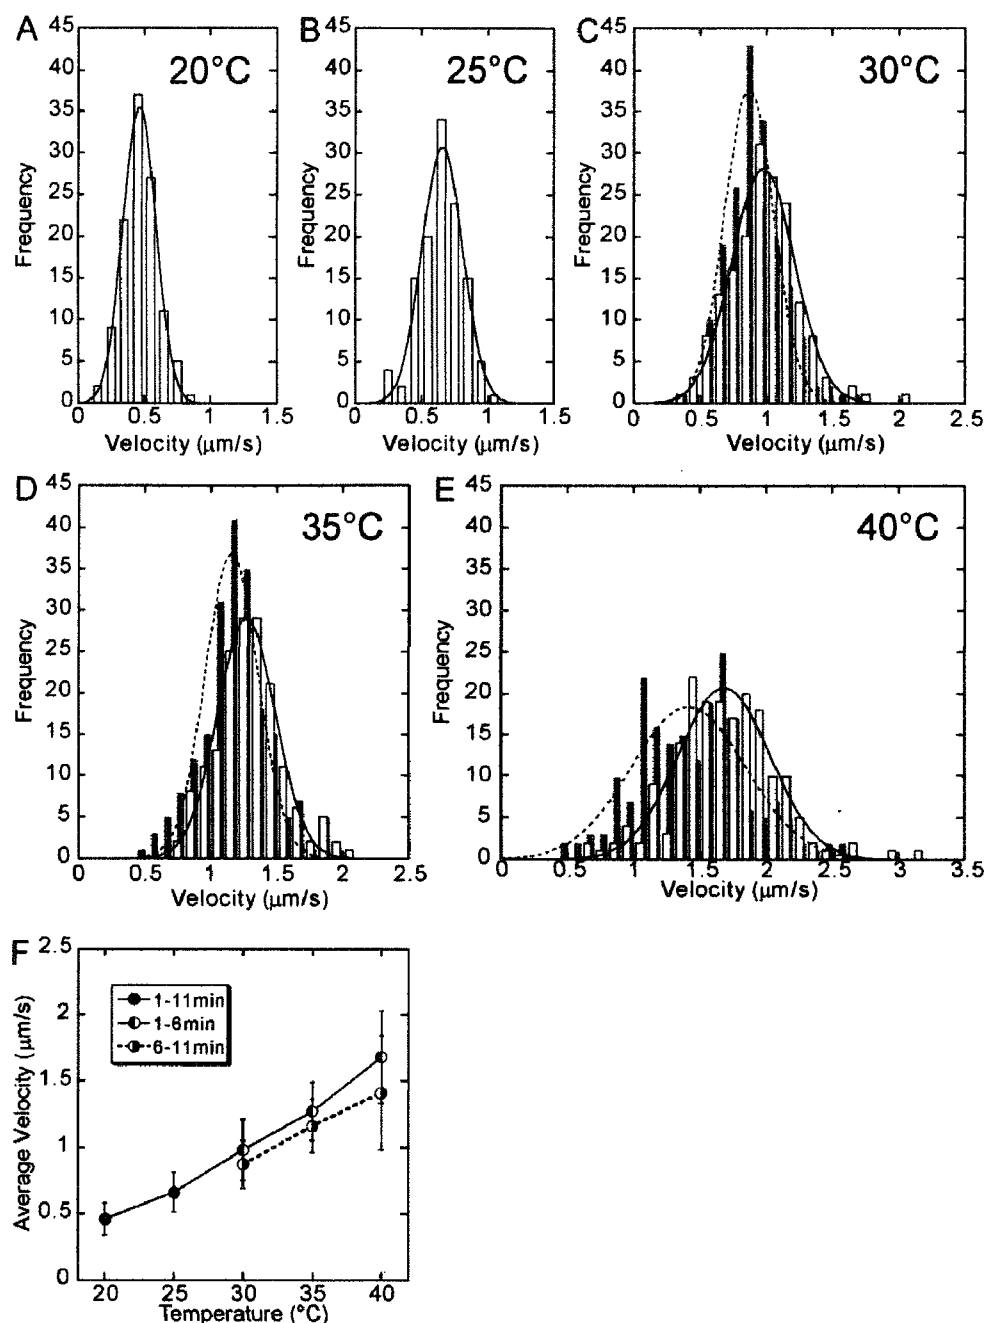 A
45
40
35
30
25
20
15
10
5
0
Frequency
20°C
0 0.5 1 1.5
Velocity (μm/s)
B
45
40
35
30
25
20
15
10
5
0
Frequency
25°C
0 0.5 1 1.5
Velocity (μm/s)
C
45
40
35
30
25
20
15
10
5
0
Frequency
30°C
0 0.5 1 1.5 2 2.5
Velocity (μm/s)
D
45
40
35
30
25
20
15
10
5
0
Frequency
35°C
0 0.5 1 1.5 2 2.5
Velocity (μm/s)
E
45
40
35
30
25
20
15
10
5
0
Frequency
40°C
0 0.5 1 1.5 2 2.5 3 3.5
Velocity (μm/s)
F
2.5
2
1.5
1
0.5
0
Average Velocity (μm/s)
1-11min
1-6min
6-11min
20 25 30 35 40
Temperature (°C)